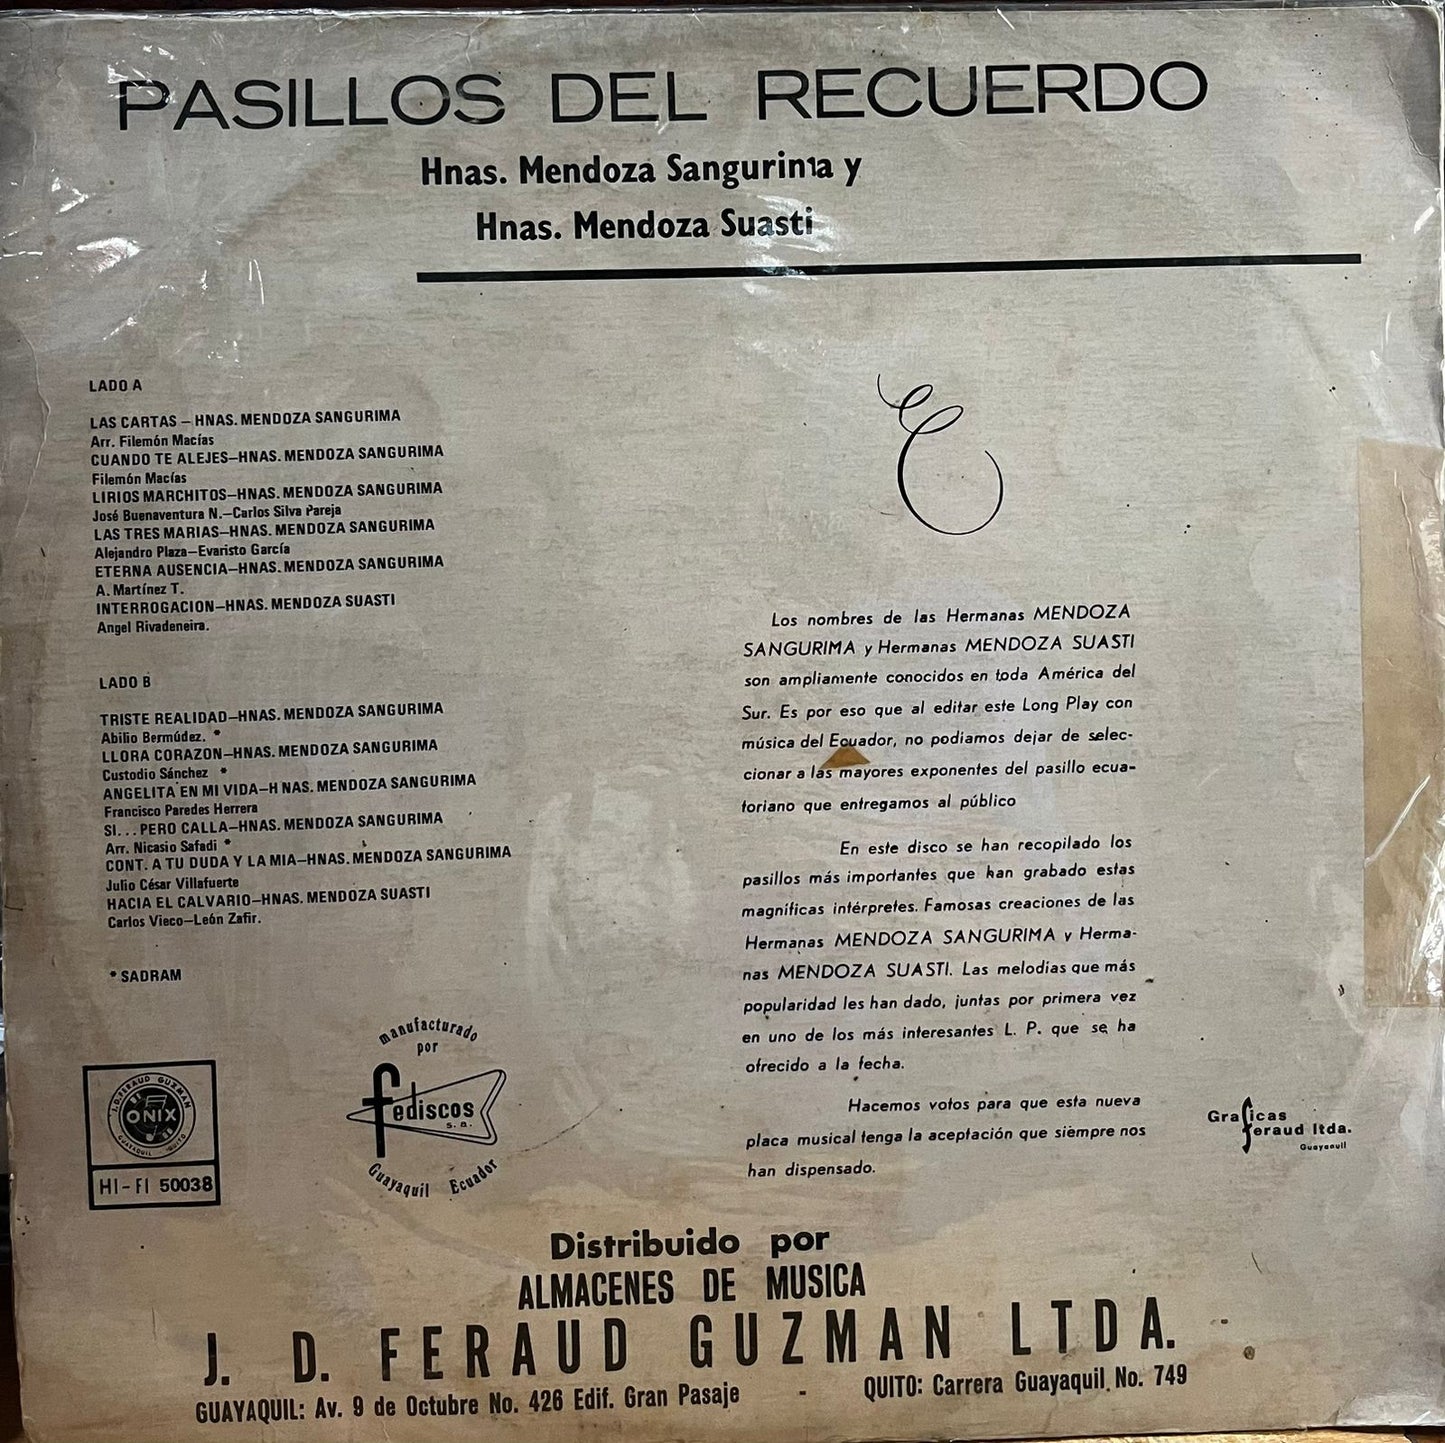 PASILLOS DEL RECUERDO
Hnas. Mendoza Sangurima y
Hnas. Mendoza Suasti
LADO A
LAS CARTAS – HNAS. MENDOZA SANGURIMA
Arr. Filemón Macías
CUANDO TE ALEJES–HNAS. MENDOZA SANGURIMA
Filemón Macías
LIRIOS MARCHITOS–HNAS. MENDOZA SANGURIMA
José Buenaventura N.–Carlos Silva Pareja
LAS TRES MARIAS–HNAS. MENDOZA SANGURIMA
Alejandro Plaza–Evaristo García
ETERNA AUSENCIA–HNAS. MENDOZA SANGURIMA
A. Martínez T.
INTERROGACION–HNAS. MENDOZA SUASTI
Angel Rivadeneira.
LADO B
TRISTE REALIDAD–HNAS. MENDOZA SANGURIMA
Abilio Bermúdez. *
LLORA CORAZON–HNAS. MENDOZA SANGURIMA
Custodio Sánchez *
ANGELITA EN MI VIDA–H NAS. MENDOZA SANGURIMA
Francisco Paredes Herrera
SI... PERO CALLA–HNAS. MENDOZA SANGURIMA
Arr. Nicasio Safadi *
CONT. A TU DUDA Y LA MIA–HNAS. MENDOZA SANGURIMA
Julio César Villafuerte
HACIA EL CALVARIO–HNAS. MENDOZA SUASTI
Carlos Vieco–León Zafir.
* SADRAM
E
Los nombres de las Hermanas MENDOZA
SANGURIMA y Hermanas MENDOZA SUASTI
son ampliamente conocidos en toda América del
Sur. Es por eso que al editar este Long Play con
música del Ecuador, no podiamos dejar de selec-
cionar a las mayores exponentes del pasillo ecua-
toriano que entregamos al público
En este disco se han recopilado los
pasillos más importantes que han grabado estas
magníficas intérpretes. Famosas creaciones de las
Hermanas MENDOZA SANGURIMA y Herma-
nas MENDOZA SUASTI. Las melodias que más
popularidad les han dado, juntas por primera vez
en uno de los más interesantes L. P. que se ha
ofrecido a la fecha.
Hacemos votos para que esta nueva
placa musical tenga la aceptación que siempre nos
han dispensado.
J.D. FERAUD GUZMAN
ONIX
GUAYAQUIL - QUITO
HI-FI 50038
manufacturado
por
fediscos
s.a.
Guayaquil Ecuador
Graficas
feraud ltda.
Guayaquil
Distribuido por
ALMACENES DE MUSICA
J. D. FERAUD GUZMAN LTDA.
GUAYAQUIL: Av. 9 de Octubre No. 426 Edif. Gran Pasaje - QUITO: Carrera Guayaquil No. 749